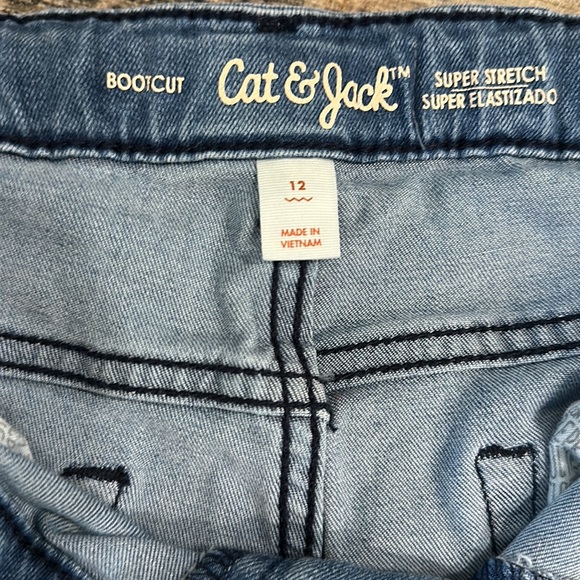 BOOTCUT
Cat & Jack™
SUPER STRETCH
SUPER ELASTIZADO
12
MADE IN
VIETNAM